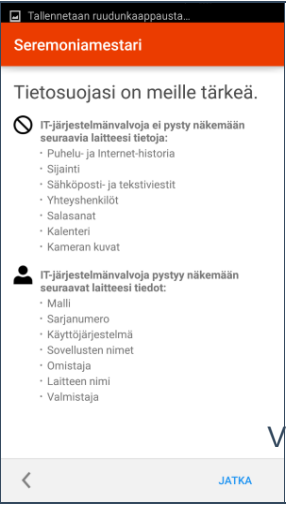 Tallennetaan ruudunkaappausta...
Seremoniamestari
Tietosuojasi on meille tärkeä.
IT-järjestelmänvalvoja ei pysty näkemään
seuraavia laitteesi tietoja:
· Puhelu- ja Internet-historia
· Sijainti
· Sähköposti- ja tekstiviestit
· Yhteyshenkilöt
· Salasanat
· Kalenteri
· Kameran kuvat
IT-järjestelmänvalvoja pystyy näkemään
seuraavat laitteesi tiedot:
· Malli
· Sarjanumero
· Käyttöjärjestelmä
· Sovellusten nimet
· Omistaja
· Laitteen nimi
· Valmistaja
V
JATKA